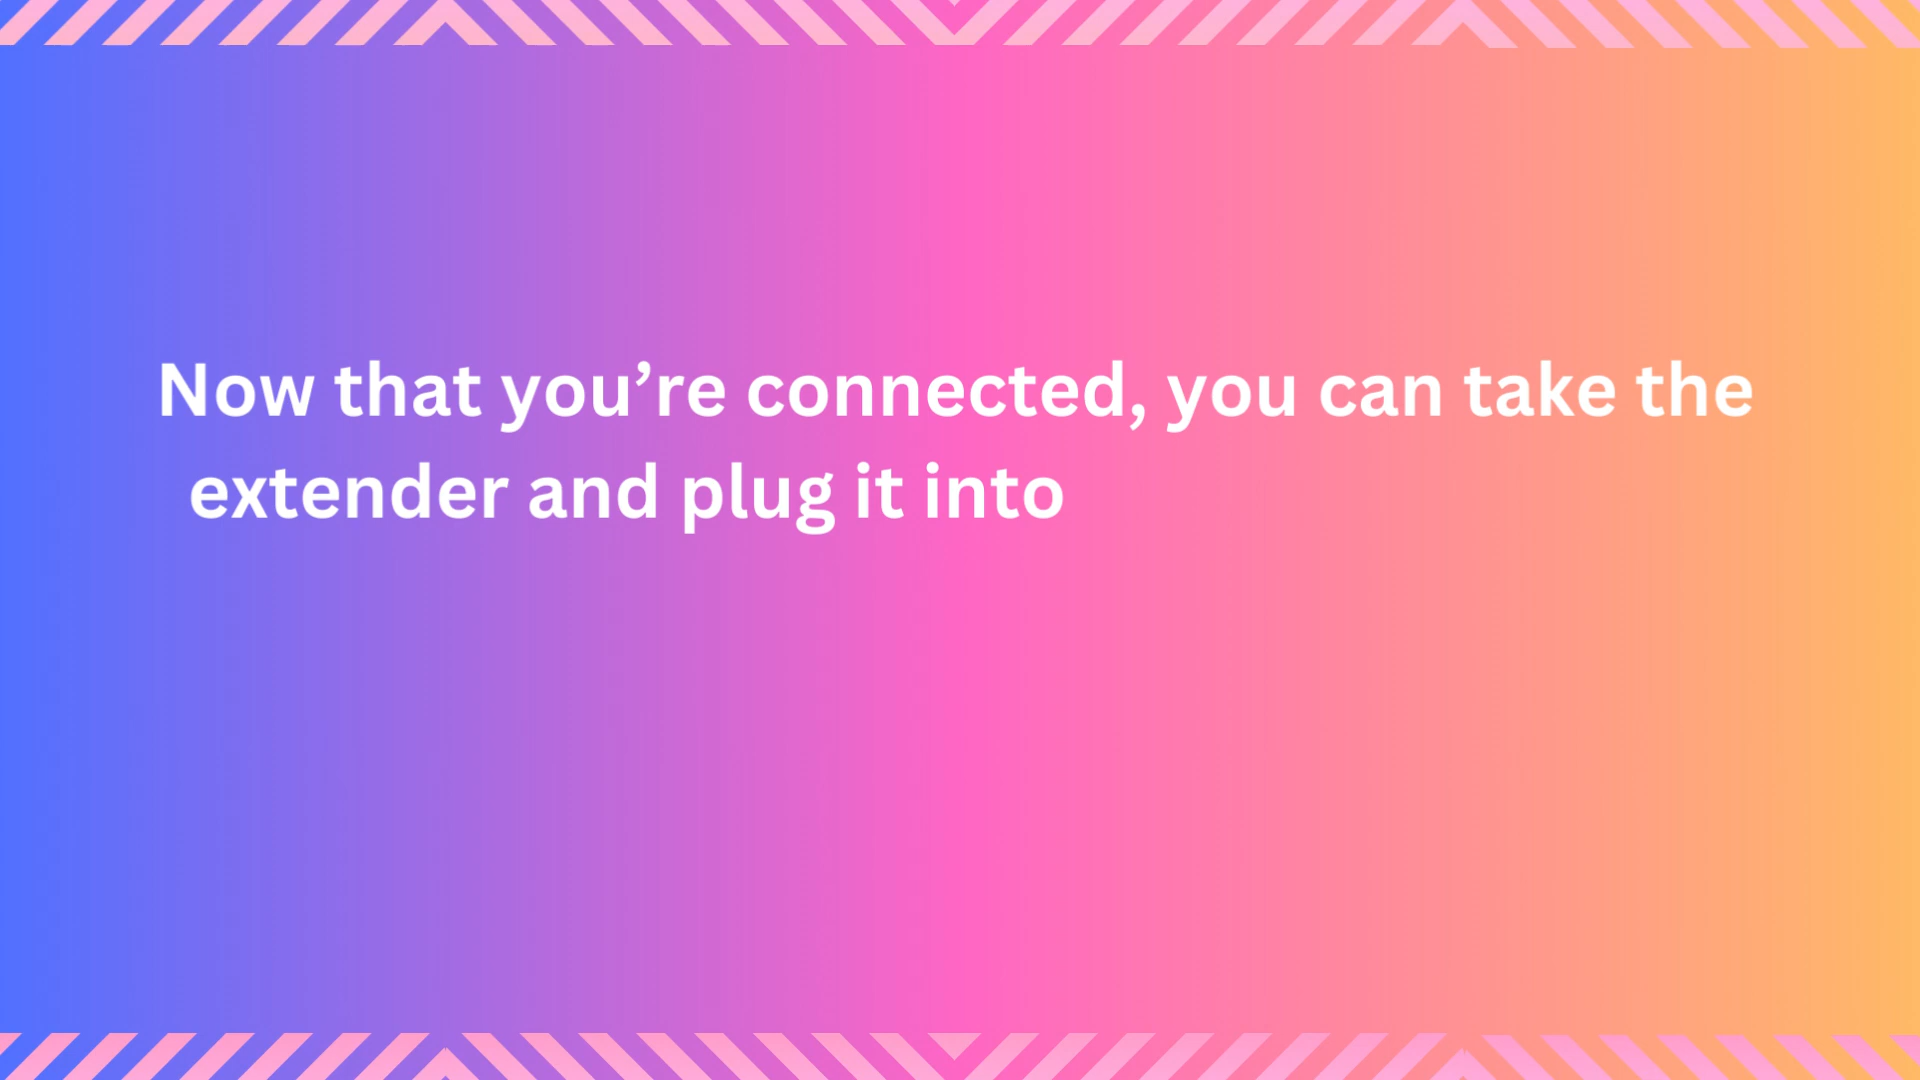 Now that you’re connected, you can take the
extender and plug it into